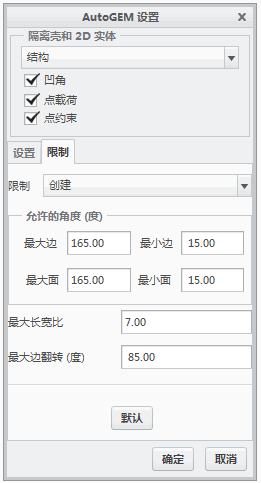 AutoGEM 设置
隔离壳和 2D 实体
结构
凹角
点载荷
点约束
设置 限制
限制 创建
允许的角度 (度)
最大边 165.00 最小边 15.00
最大面 165.00 最小面 15.00
最大长宽比 7.00
最大边翻转 (度) 85.00
默认
确定 取消